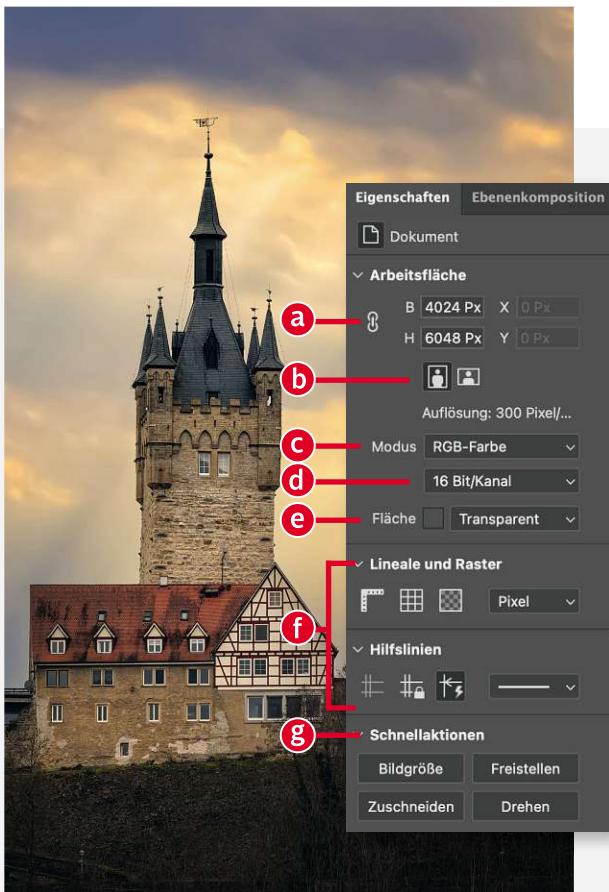 Eigenschaften Ebenenkomposition
Dokument
Arbeitsfläche
a B 4024 Px X 0 Px
H 6048 Px Y 0 Px
b
Auflösung: 300 Pixel/...
c Modus RGB-Farbe
d 16 Bit/Kanal
e Fläche Transparent
Lineale und Raster
f Pixel
Hilfslinien
g Schnellaktionen
Bildgröße Freistellen
Zuschneiden Drehen